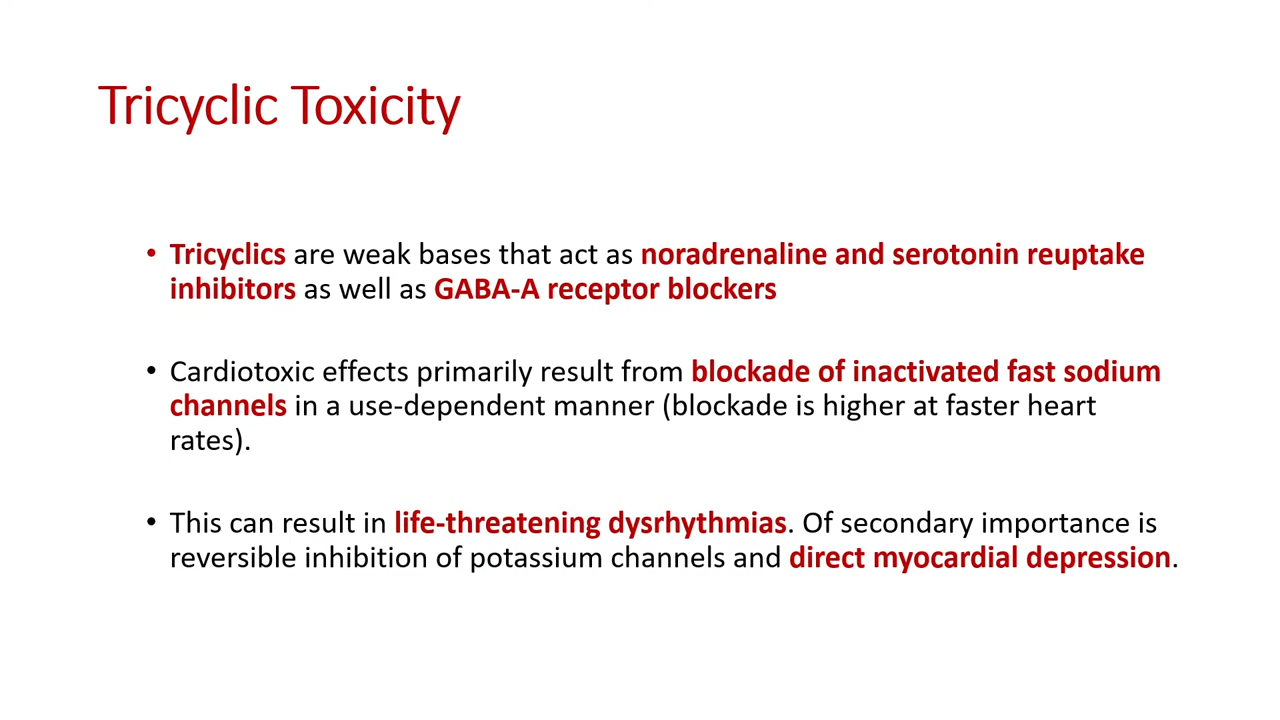 Tricyclic Toxicity
• Tricyclics are weak bases that act as noradrenaline and serotonin reuptake
inhibitors as well as GABA-A receptor blockers
• Cardiotoxic effects primarily result from blockade of inactivated fast sodium
channels in a use-dependent manner (blockade is higher at faster heart
rates).
• This can result in life-threatening dysrhythmias. Of secondary importance is
reversible inhibition of potassium channels and direct myocardial depression.